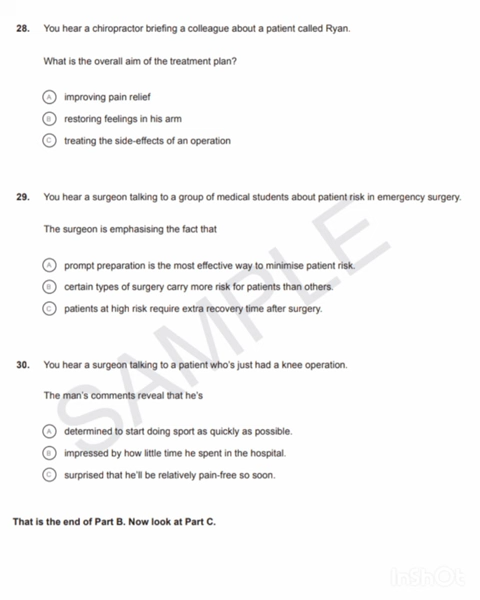 28. You hear a chiropractor briefing a colleague about a patient called Ryan.
What is the overall aim of the treatment plan?
A improving pain relief
B restoring feelings in his arm
C treating the side-effects of an operation
29. You hear a surgeon talking to a group of medical students about patient risk in emergency surgery.
The surgeon is emphasising the fact that
A prompt preparation is the most effective way to minimise patient risk.
B certain types of surgery carry more risk for patients than others.
C patients at high risk require extra recovery time after surgery.
30. You hear a surgeon talking to a patient who's just had a knee operation.
The man's comments reveal that he's
A determined to start doing sport as quickly as possible.
B impressed by how little time he spent in the hospital.
C surprised that he'll be relatively pain-free so soon.
That is the end of Part B. Now look at Part C.
SAMPLE
InShOt